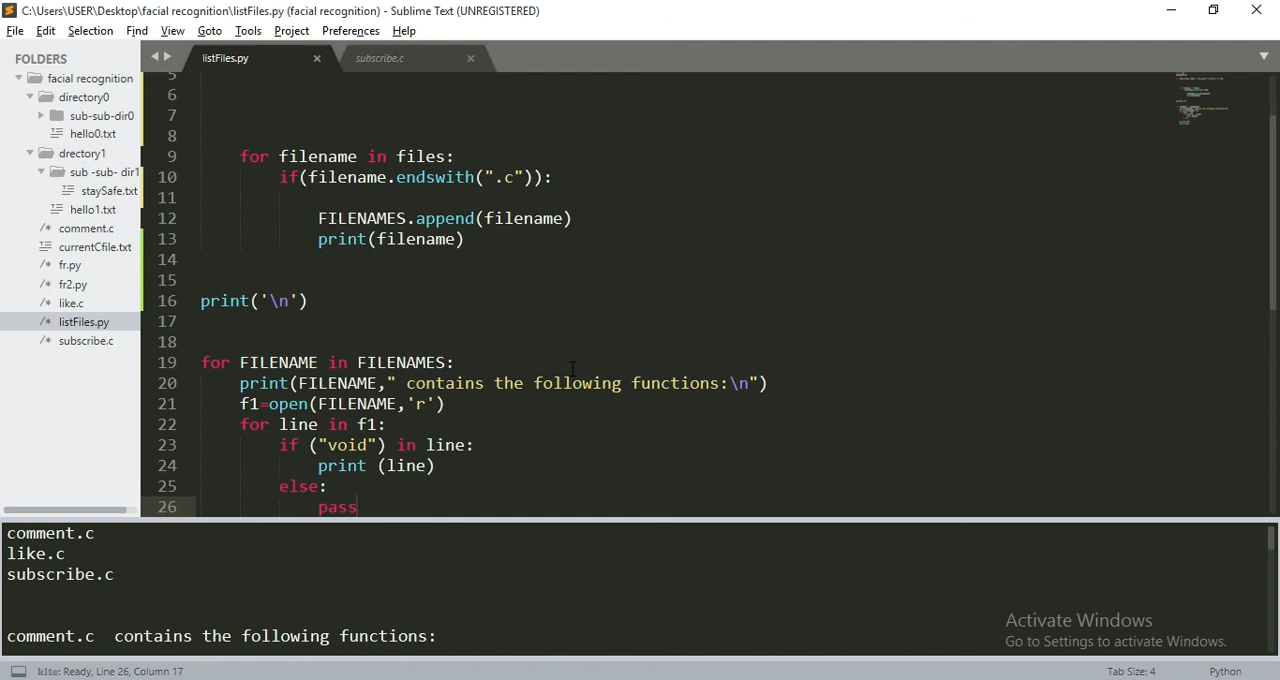 C:\Users\USER\Desktop\facial recognition\listFiles.py (facial recognition) - Sublime Text (UNREGISTERED)
File Edit Selection Find View Goto Tools Project Preferences Help
FOLDERS
facial recognition
directory0
sub-sub-dir0
hello0.txt
drectory1
sub -sub- dir1
staySafe.txt
hello1.txt
/* comment.c
currentCfile.txt
/* fr.py
/* fr2.py
/* like.c
/* listFiles.py
/* subscribe.c
listFiles.py
subscribe.c
5
6
7
8
9 for filename in files:
10 if(filename.endswith(".c")):
11
12 FILENAMES.append(filename)
13 print(filename)
14
15
16 print('\n')
17
18
19 for FILENAME in FILENAMES:
20 print(FILENAME," contains the following functions:\n")
21 f1=open(FILENAME,'r')
22 for line in f1:
23 if ("void") in line:
24 print (line)
25 else:
26 pass
comment.c
like.c
subscribe.c
comment.c  contains the following functions:
Activate Windows
Go to Settings to activate Windows.
kite: Ready, Line 26, Column 17
Tab Size: 4
Python